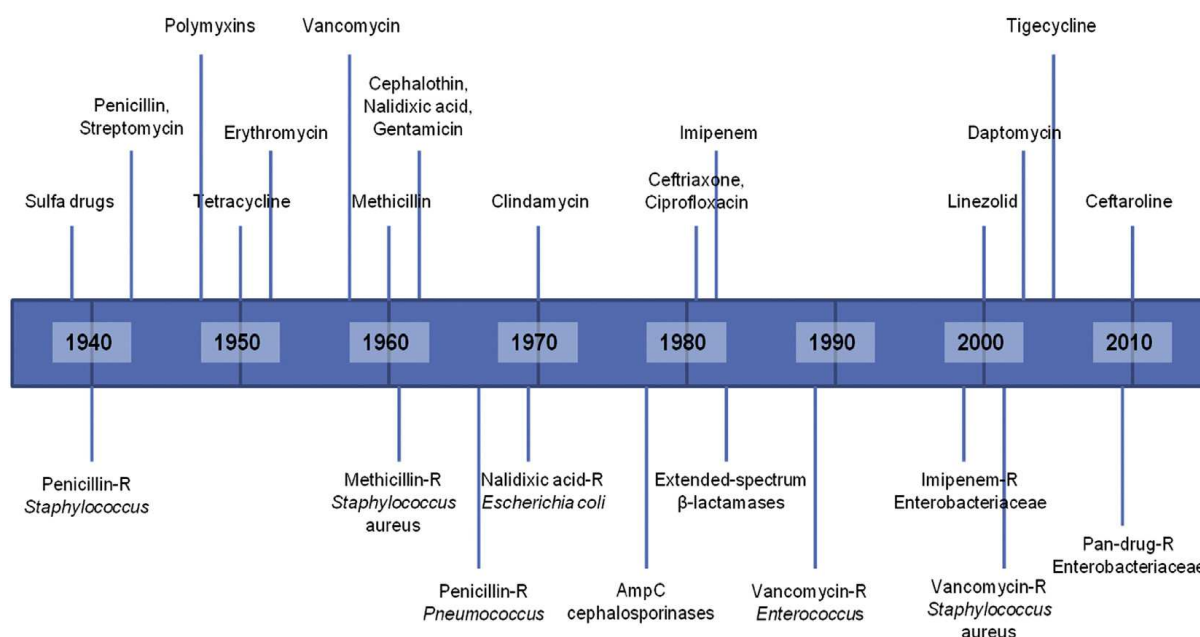 Polymyxins
Vancomycin
Tigecycline
Penicillin,
Streptomycin
Erythromycin
Cephalothin,
Nalidixic acid,
Gentamicin
Imipenem
Daptomycin
Sulfa drugs
Tetracycline
Methicillin
Clindamycin
Ceftriaxone,
Ciprofloxacin
Linezolid
Ceftaroline
1940
1950
1960
1970
1980
1990
2000
2010
Penicillin-R
Staphylococcus
Methicillin-R
Staphylococcus
aureus
Nalidixic acid-R
Escherichia coli
Extended-spectrum
β-lactamases
Imipenem-R
Enterobacteriaceae
Pan-drug-R
Enterobacteriaceae
Penicillin-R
Pneumococcus
AmpC
cephalosporinases
Vancomycin-R
Enterococcus
Vancomycin-R
Staphylococcus
aureus